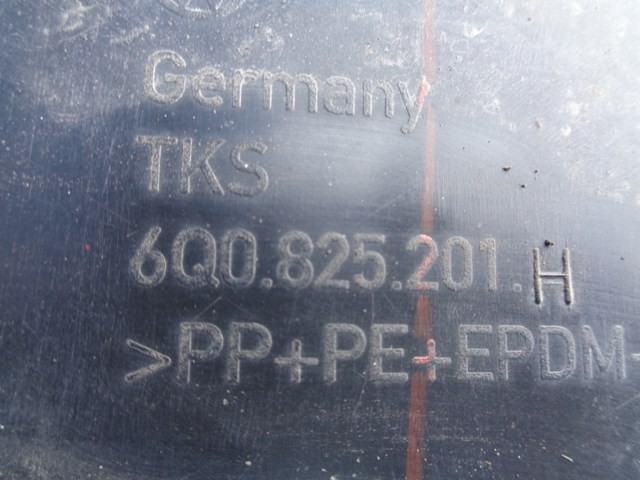 Germany
TKS
6Q0.825.201.H
>PP+PE+EPDM-